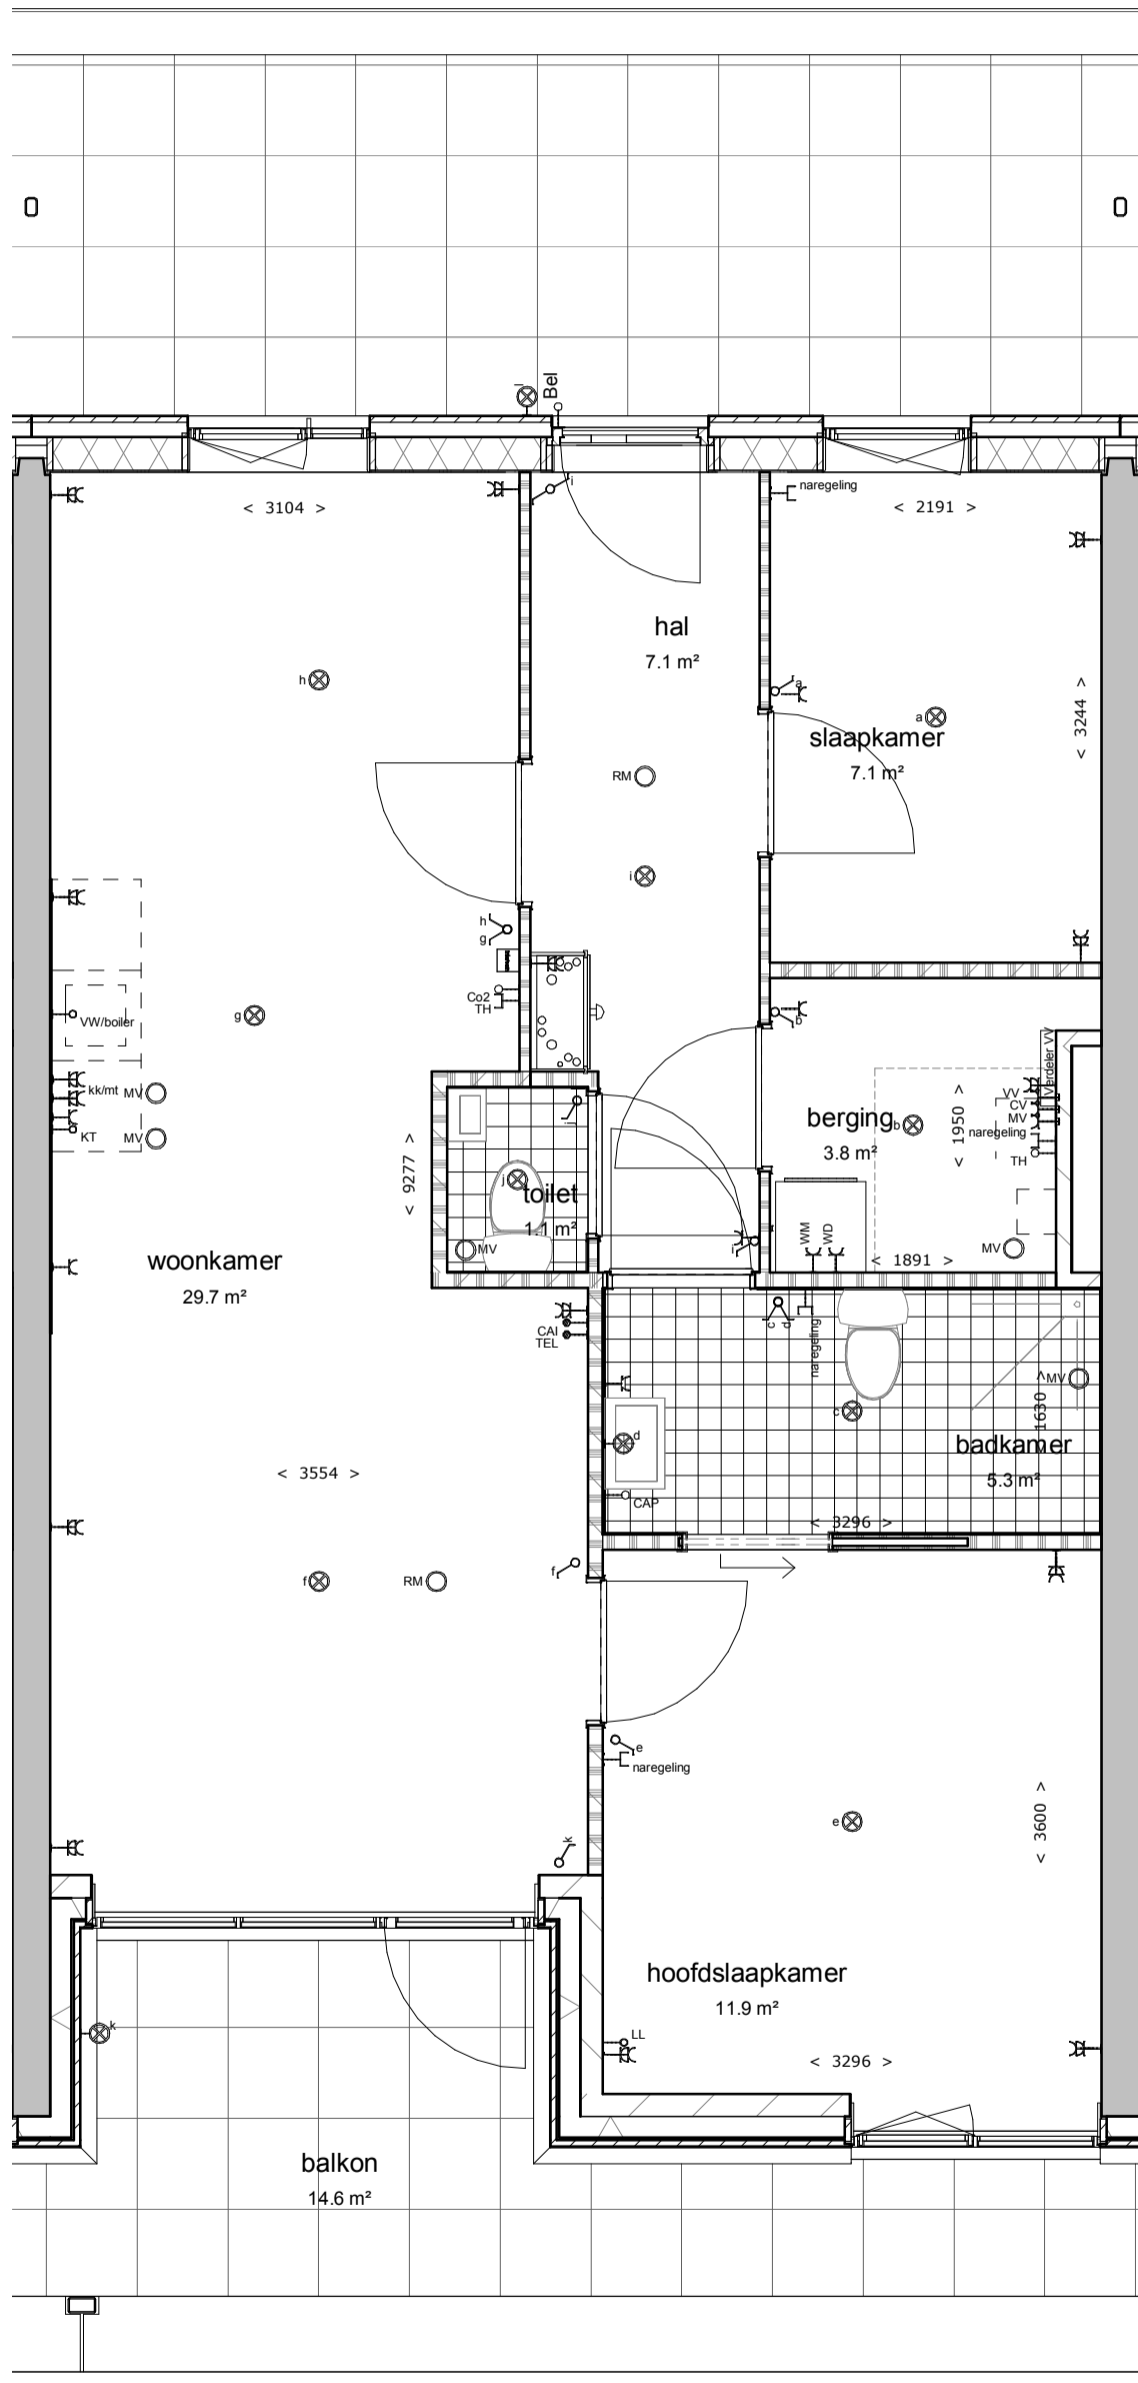 Bel
l
i
naregeling
< 3104 >
< 2191 >
hal
7.1 m²
h
a
a
slaapkamer
7.1 m²
< 3244 >
RM
i
h
g
Co2
TH
g
VW/boiler
kk/mt
MV
KT
MV
b
Verdeler VV
VV
CV
MV
naregeling
TH
berging
b
3.8 m²
< 1950 >
< 9277 >
j
j
toilet
1.1 m²
MV
i
WM
WD
MV
< 1891 >
woonkamer
29.7 m²
CAI
TEL
c
d
naregeling
MV
< 1630 >
c
d
badkamer
5.3 m²
CAP
< 3296 >
< 3554 >
f
f
RM
e
naregeling
e
< 3600 >
k
hoofdslaapkamer
11.9 m²
k
LL
< 3296 >
balkon
14.6 m²